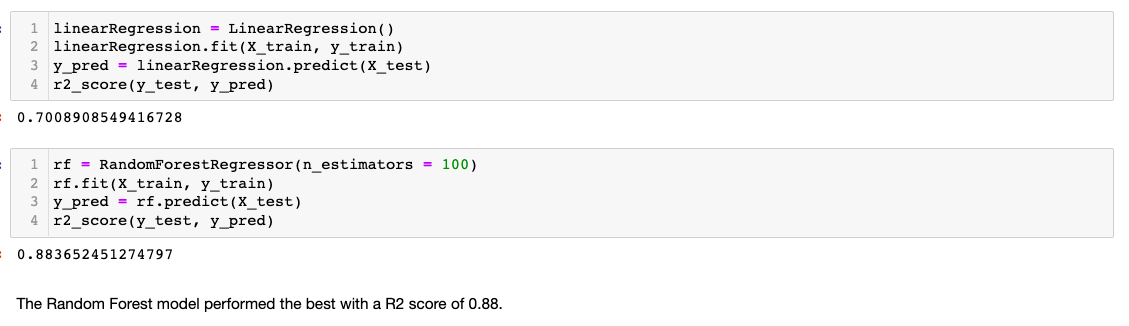 1 linearRegression = LinearRegression()
2 linearRegression.fit(X_train, y_train)
3 y_pred = linearRegression.predict(X_test)
4 r2_score(y_test, y_pred)
0.7008908549416728
1 rf = RandomForestRegressor(n_estimators = 100)
2 rf.fit(X_train, y_train)
3 y_pred = rf.predict(X_test)
4 r2_score(y_test, y_pred)
0.883652451274797
The Random Forest model performed the best with a R2 score of 0.88.